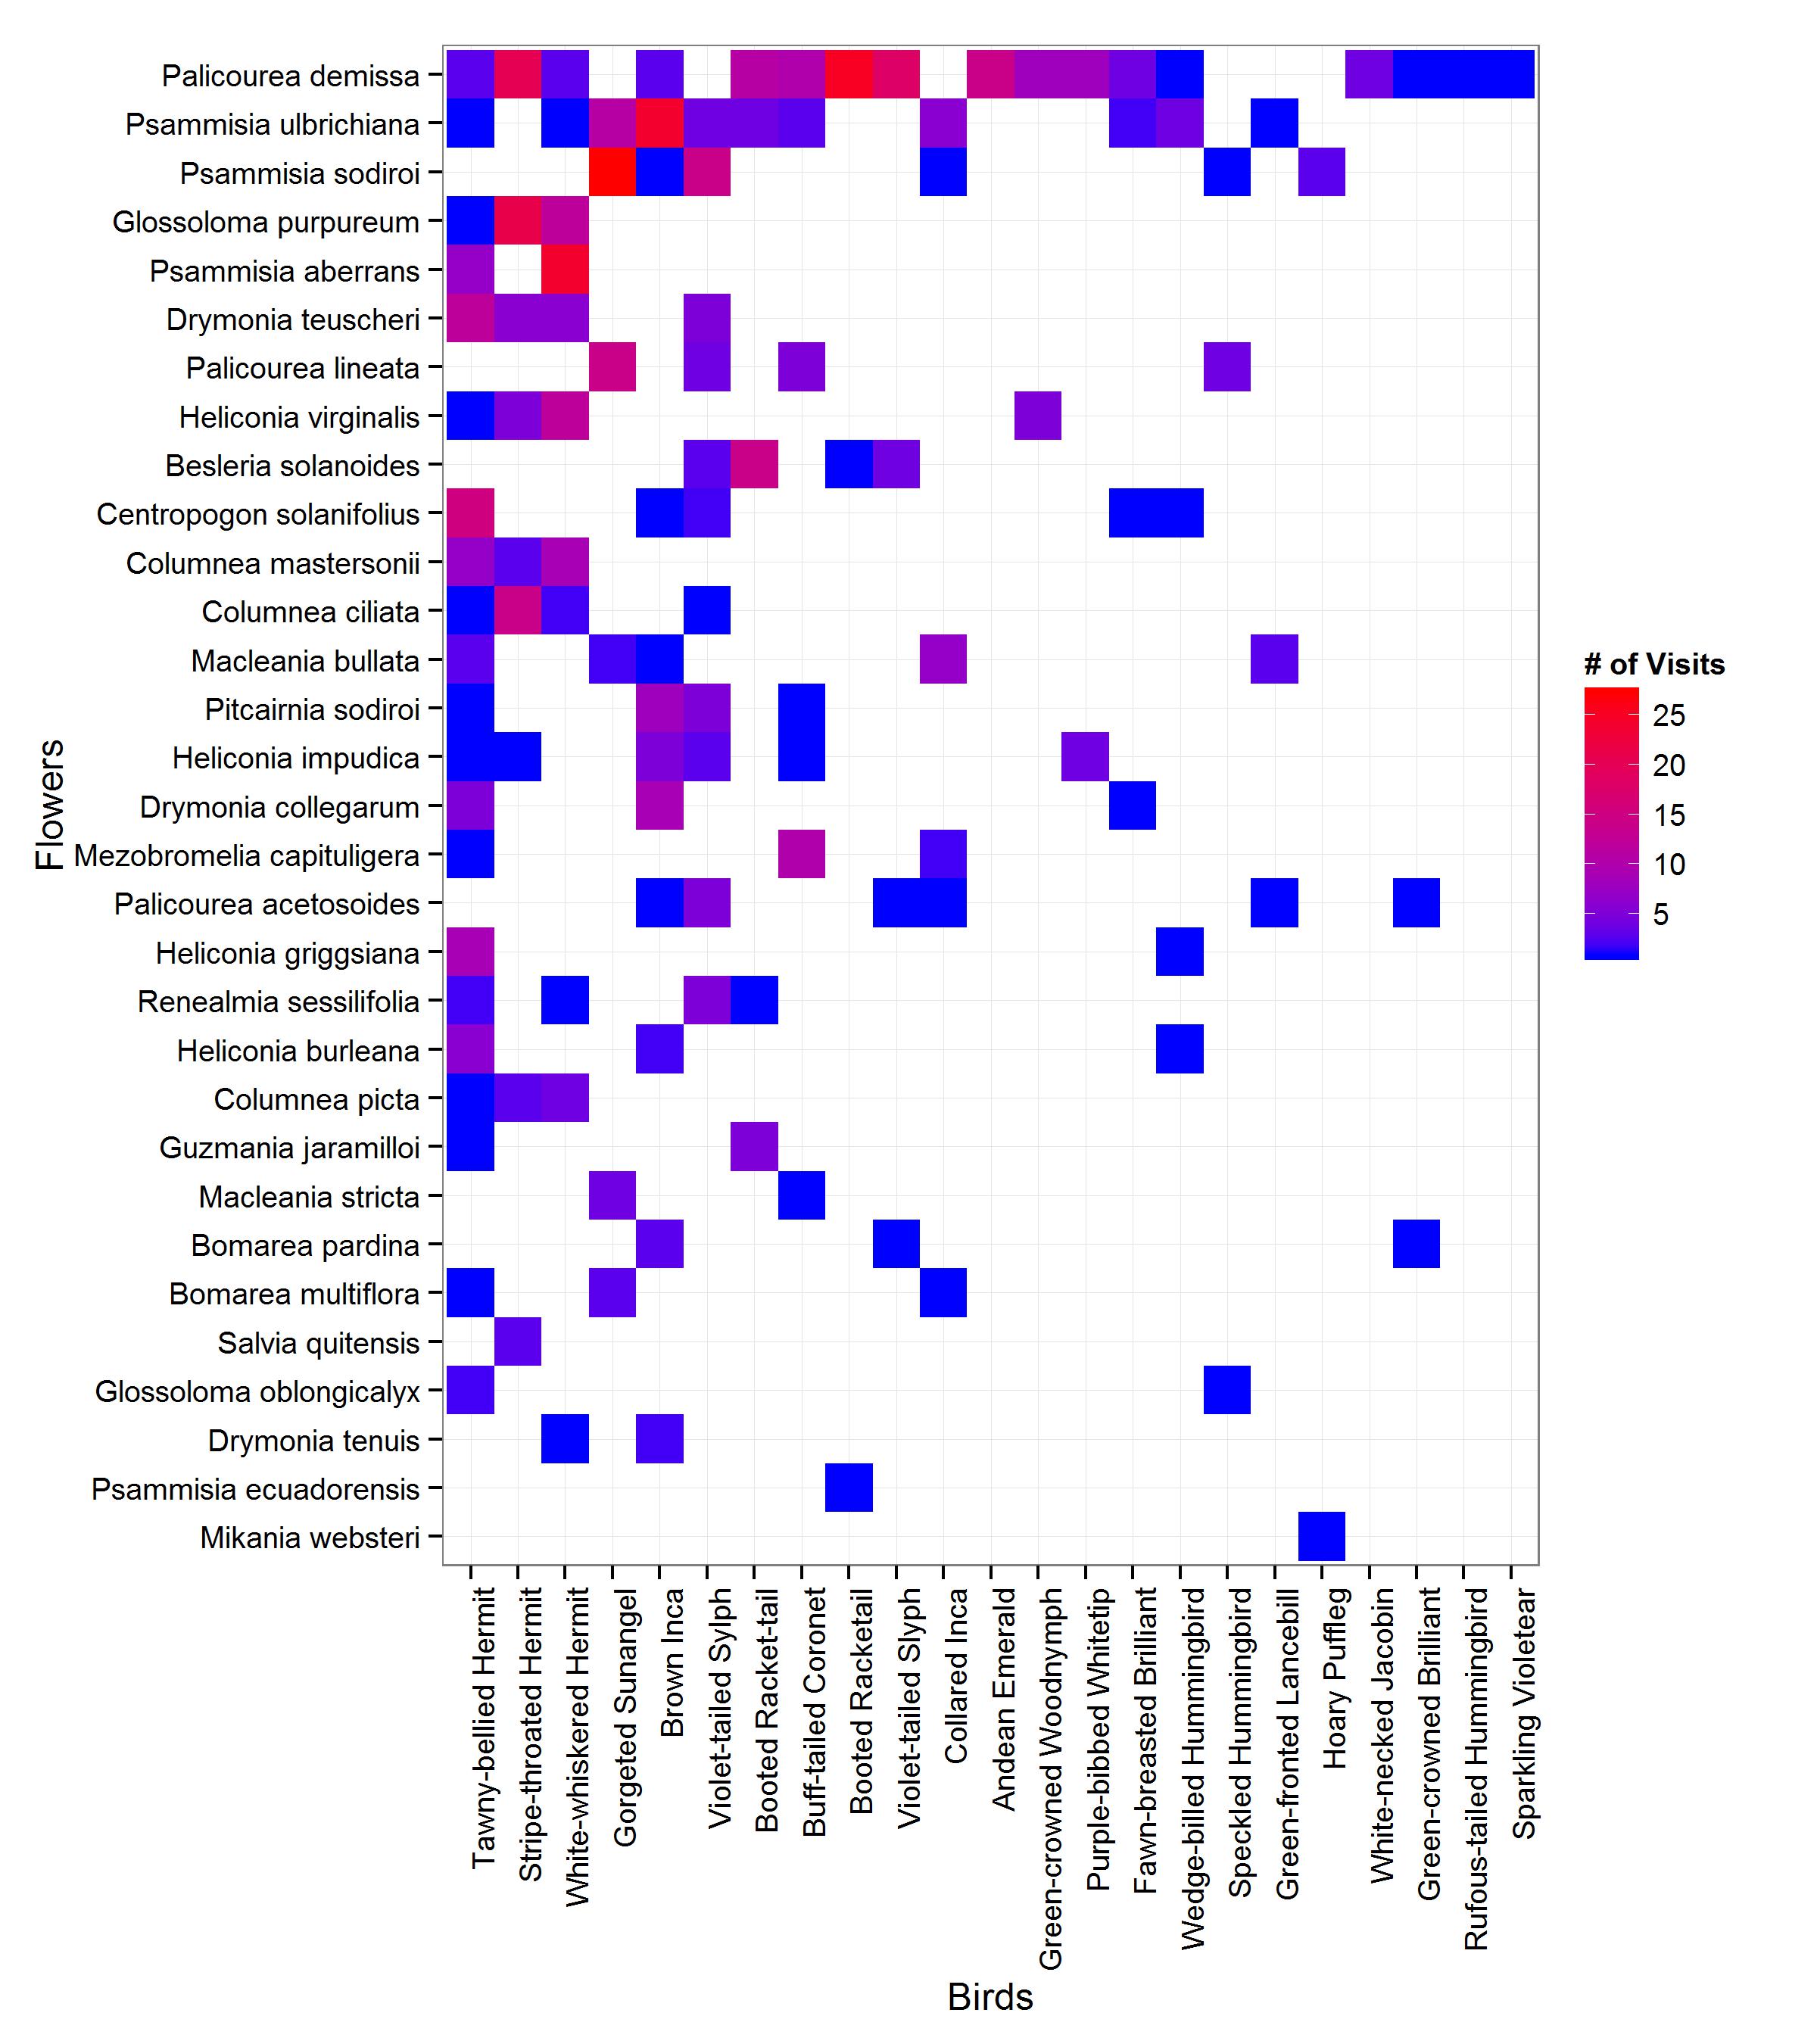 Palicourea demissa
Psammisia ulbrichiana
Psammisia sodiroi
Glossoloma purpureum
Psammisia aberrans
Drymonia teuscheri
Palicourea lineata
Heliconia virginalis
Besleria solanoides
Centropogon solanifolius
Columnea mastersonii
Columnea ciliata
Macleania bullata
Pitcairnia sodiroi
Heliconia impudica
Drymonia collegarum
Mezobromelia capituligera
Palicourea acetosoides
Heliconia griggsiana
Renealmia sessilifolia
Heliconia burleana
Columnea picta
Guzmania jaramilloi
Macleania stricta
Bomarea pardina
Bomarea multiflora
Salvia quitensis
Glossoloma oblongicalyx
Drymonia tenuis
Psammisia ecuadorensis
Mikania websteri
Flowers
Tawny-bellied Hermit
Stripe-throated Hermit
White-whiskered Hermit
Gorgeted Sunangel
Brown Inca
Violet-tailed Sylph
Booted Racket-tail
Buff-tailed Coronet
Booted Racketail
Violet-tailed Slyph
Collared Inca
Andean Emerald
Green-crowned Woodnymph
Purple-bibbed Whitetip
Fawn-breasted Brilliant
Wedge-billed Hummingbird
Speckled Hummingbird
Green-fronted Lancebill
Hoary Puffleg
White-necked Jacobin
Green-crowned Brilliant
Rufous-tailed Hummingbird
Sparkling Violetear
Birds
# of Visits
25
20
15
10
5